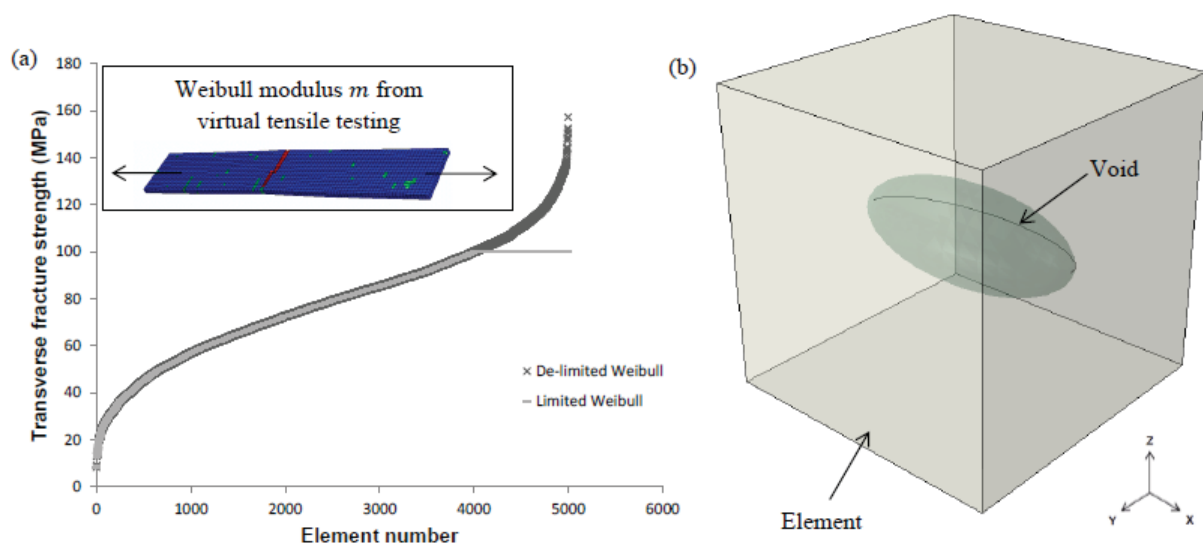 (a)
Transverse fracture strength (MPa)
180
160
140
120
100
80
60
40
20
0
Weibull modulus m from
virtual tensile testing
× De-limited Weibull
— Limited Weibull
0 1000 2000 3000 4000 5000 6000
Element number
(b)
Void
Element
Z
Y X